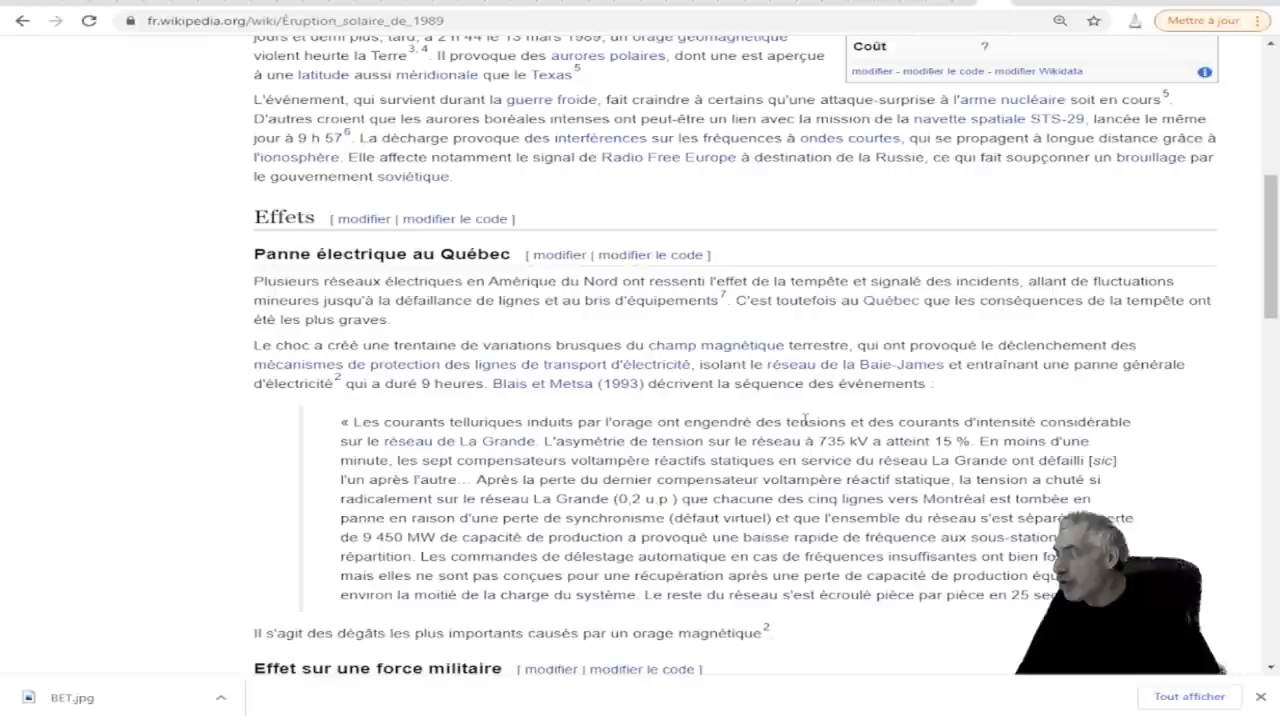 fr.wikipedia.org/wiki/Éruption_solaire_de_1989
Mettre à jour
jours et demi plus, tard, à 2 h 44 le 13 mars 1989, un orage géomagnétique
violent heurte la Terre3, 4. Il provoque des aurores polaires, dont une est aperçue
à une latitude aussi méridionale que le Texas5
Coût ?
modifier - modifier le code - modifier Wikidata
L'événement, qui survient durant la guerre froide, fait craindre à certains qu'une attaque-surprise à l'arme nucléaire soit en cours5.
D'autres croient que les aurores boréales intenses ont peut-être un lien avec la mission de la navette spatiale STS-29, lancée le même
jour à 9 h 576. La décharge provoque des interférences sur les fréquences à ondes courtes, qui se propagent à longue distance grâce à
l'ionosphère. Elle affecte notamment le signal de Radio Free Europe à destination de la Russie, ce qui fait soupçonner un brouillage par
le gouvernement soviétique.
Effets [ modifier | modifier le code ]
Panne électrique au Québec [ modifier | modifier le code ]
Plusieurs réseaux électriques en Amérique du Nord ont ressenti l'effet de la tempête et signalé des incidents, allant de fluctuations
mineures jusqu'à la défaillance de lignes et au bris d'équipements7. C'est toutefois au Québec que les conséquences de la tempête ont
été les plus graves.
Le choc a créé une trentaine de variations brusques du champ magnétique terrestre, qui ont provoqué le déclenchement des
mécanismes de protection des lignes de transport d'électricité, isolant le réseau de la Baie-James et entraînant une panne générale
d'électricité2 qui a duré 9 heures. Blais et Metsa (1993) décrivent la séquence des événements :
« Les courants telluriques induits par l'orage ont engendré des tensions et des courants d'intensité considérable
sur le réseau de La Grande. L'asymétrie de tension sur le réseau à 735 kV a atteint 15 %. En moins d'une
minute, les sept compensateurs voltampère réactifs statiques en service du réseau La Grande ont défailli [sic]
l'un après l'autre… Après la perte du dernier compensateur voltampère réactif statique, la tension a chuté si
radicalement sur le réseau La Grande (0,2 u.p ) que chacune des cinq lignes vers Montréal est tombée en
panne en raison d'une perte de synchronisme (défaut virtuel) et que l'ensemble du réseau s'est
de 9 450 MW de capacité de production a provoqué une baisse rapide de fréquence aux
répartition. Les commandes de délestage automatique en cas de fréquences insuffisantes ont bien
mais elles ne sont pas conçues pour une récupération après une perte de capacité de production
environ la moitié de la charge du système. Le reste du réseau s'est écroulé pièce par pièce en 25
Il s'agit des dégâts les plus importants causés par un orage magnétique2.
Effet sur une force militaire [ modifier | modifier le code ]
BET.jpg
Tout afficher